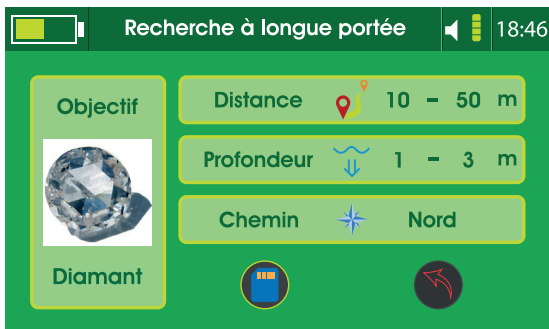 Recherche à longue portée
18:46
Objectif
Diamant
Distance 10 - 50 m
Profondeur 1 - 3 m
Chemin Nord